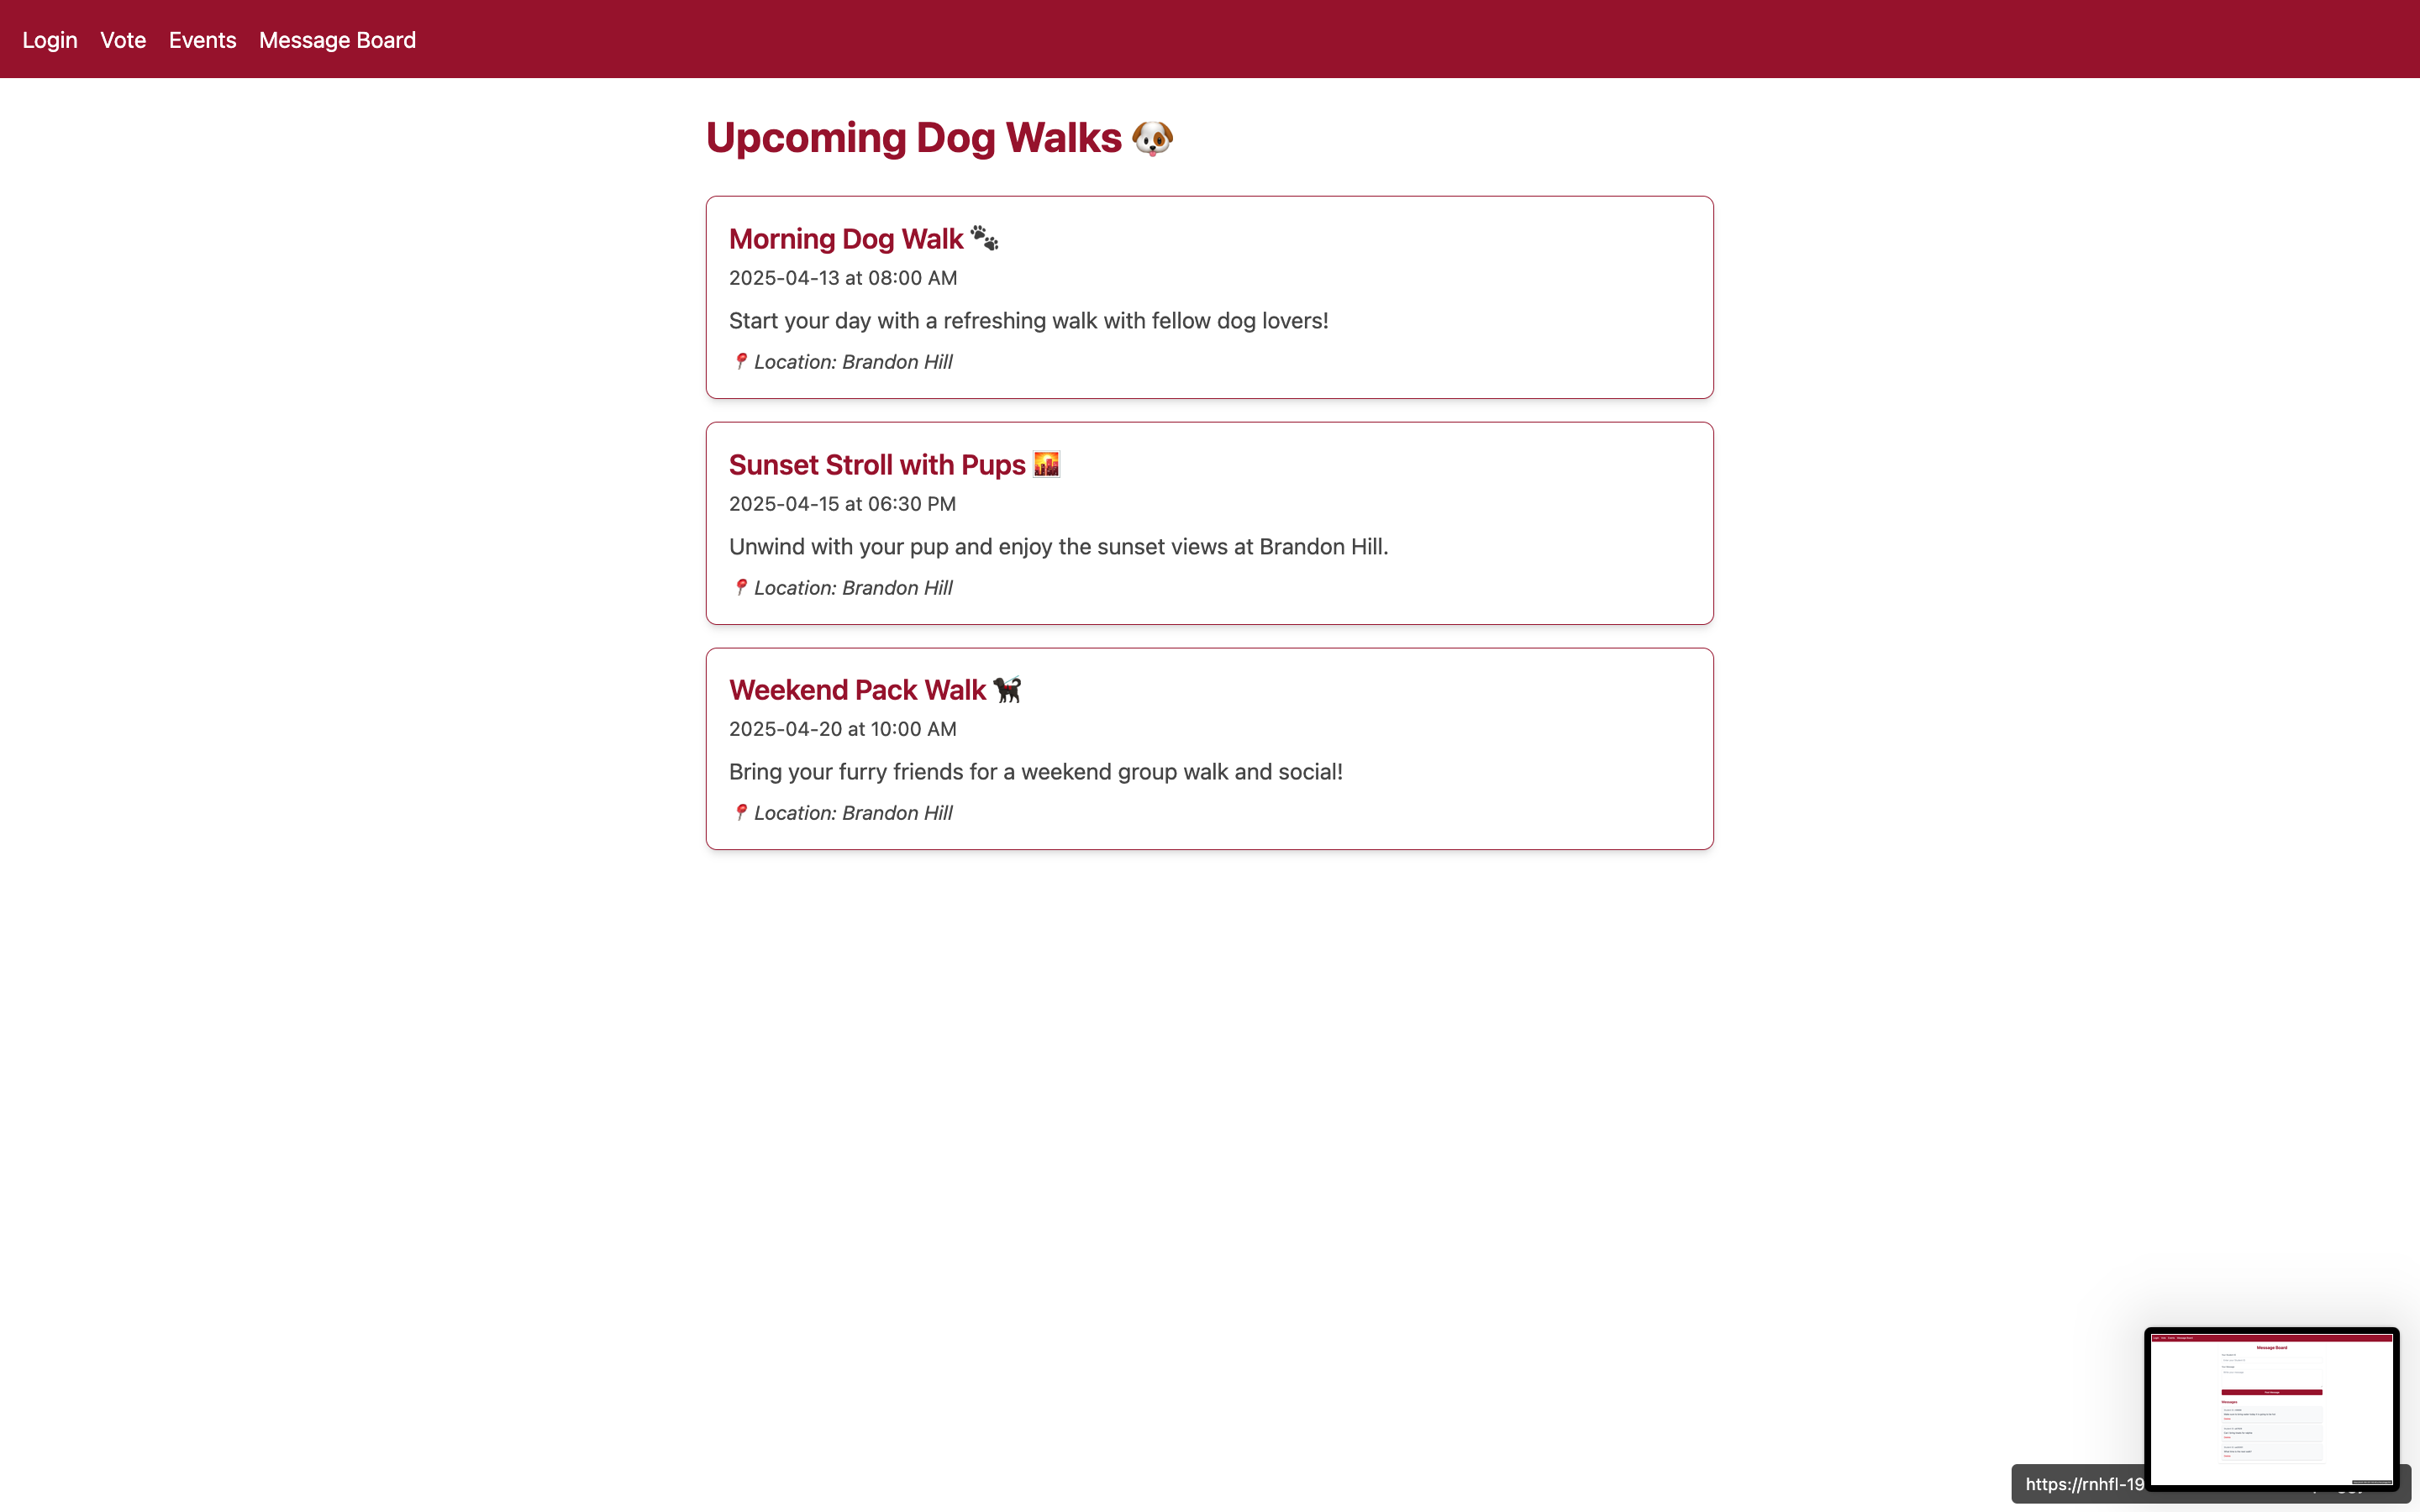 Login Vote Events Message Board
Upcoming Dog Walks 🐶
Morning Dog Walk 🐾
2025-04-13 at 08:00 AM
Start your day with a refreshing walk with fellow dog lovers!
📍 Location: Brandon Hill
Sunset Stroll with Pups 🌇
2025-04-15 at 06:30 PM
Unwind with your pup and enjoy the sunset views at Brandon Hill.
📍 Location: Brandon Hill
Weekend Pack Walk 🐕‍🦺
2025-04-20 at 10:00 AM
Bring your furry friends for a weekend group walk and social!
📍 Location: Brandon Hill
Message Board
Messages
https://rnhfl-19